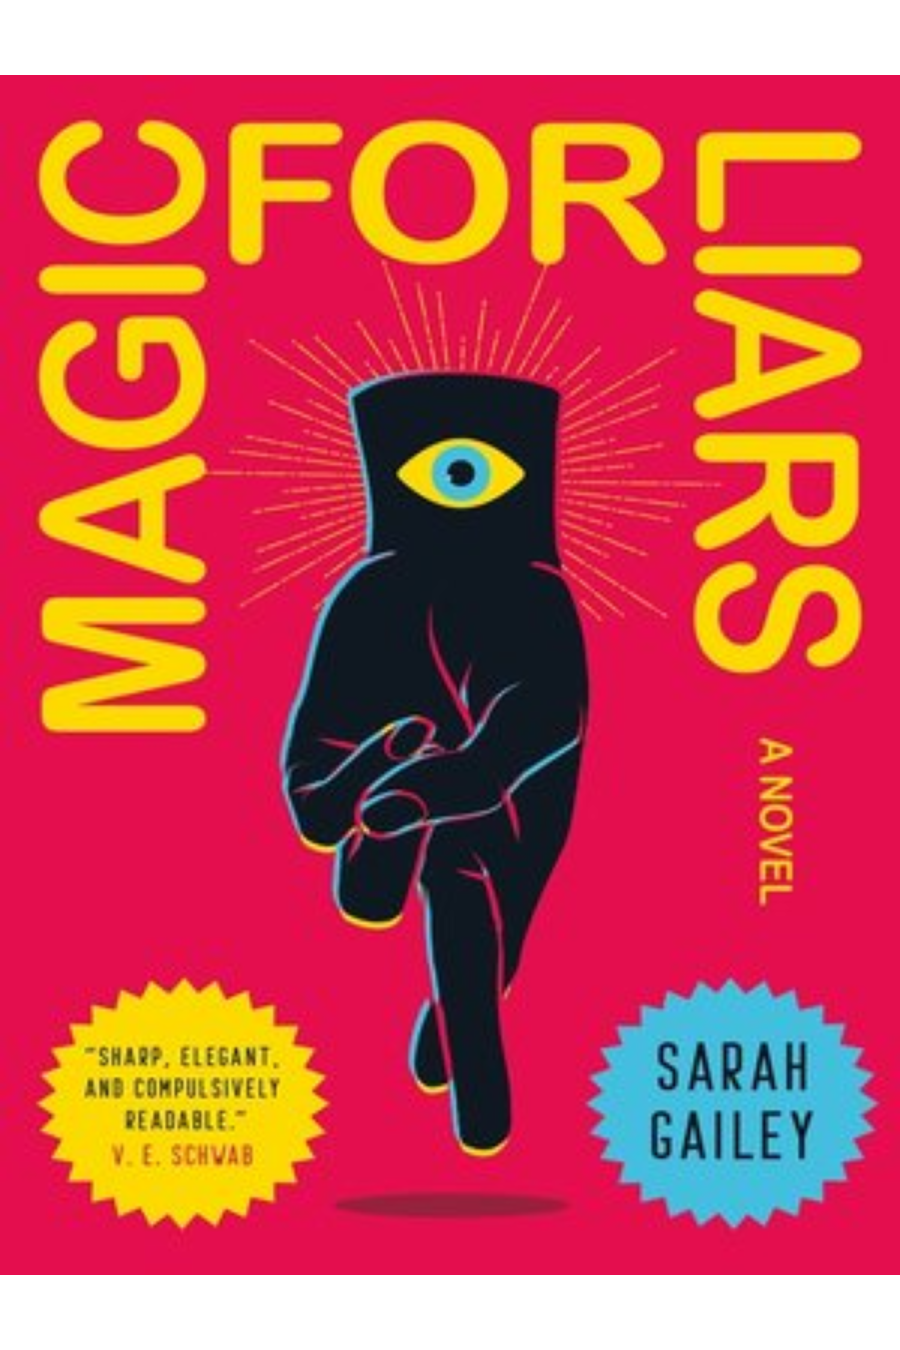 MAGIC
FOR
LIARS
A NOVEL
"SHARP, ELEGANT,
AND COMPULSIVELY
READABLE."
V. E. SCHWAB
SARAH
GAILEY